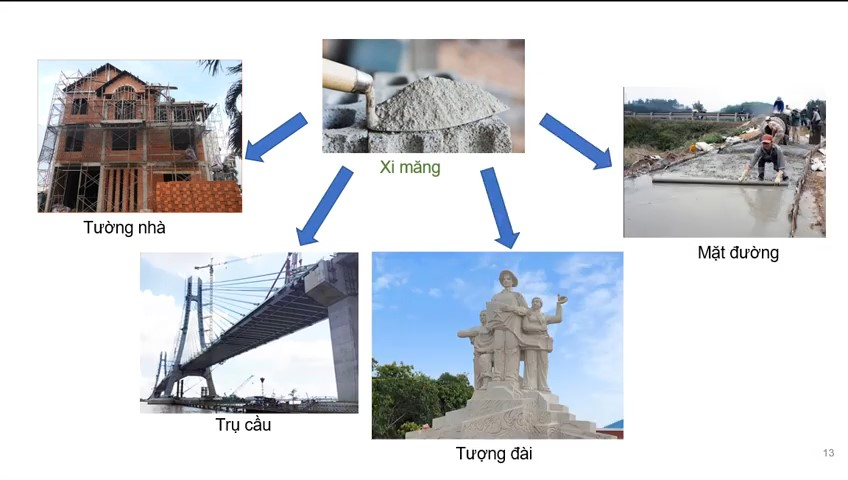 Xi măng
Tường nhà
Mặt đường
Trụ cầu
Tượng đài
13